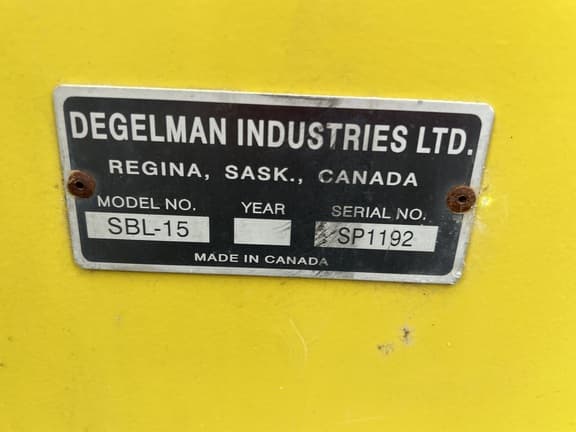 DEGELMAN INDUSTRIES LTD.
REGINA, SASK., CANADA
MODEL NO. YEAR SERIAL NO.
SBL-15 SP1192
MADE IN CANADA